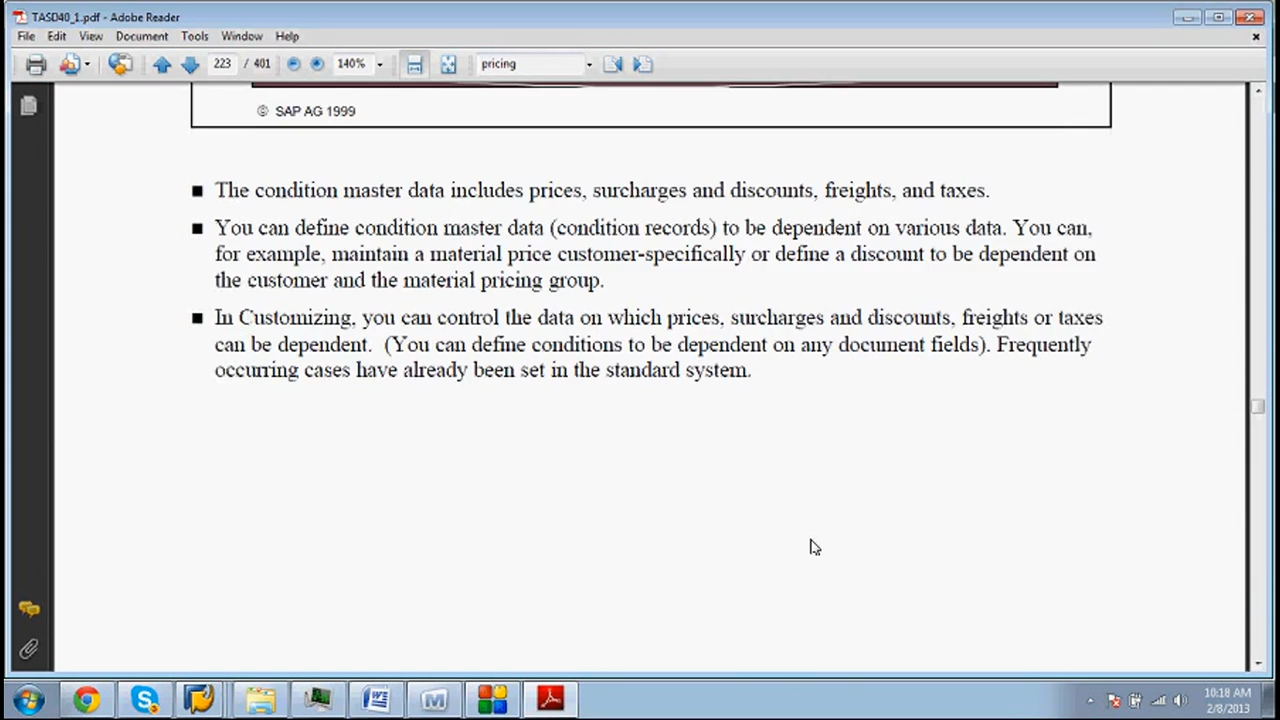 TASD40_1.pdf - Adobe Reader
File Edit View Document Tools Window Help
223 / 401 140% pricing
© SAP AG 1999
■ The condition master data includes prices, surcharges and discounts, freights, and taxes.
■ You can define condition master data (condition records) to be dependent on various data. You can,
for example, maintain a material price customer-specifically or define a discount to be dependent on
the customer and the material pricing group.
■ In Customizing, you can control the data on which prices, surcharges and discounts, freights or taxes
can be dependent. (You can define conditions to be dependent on any document fields). Frequently
occurring cases have already been set in the standard system.
10:18 AM
2/8/2013